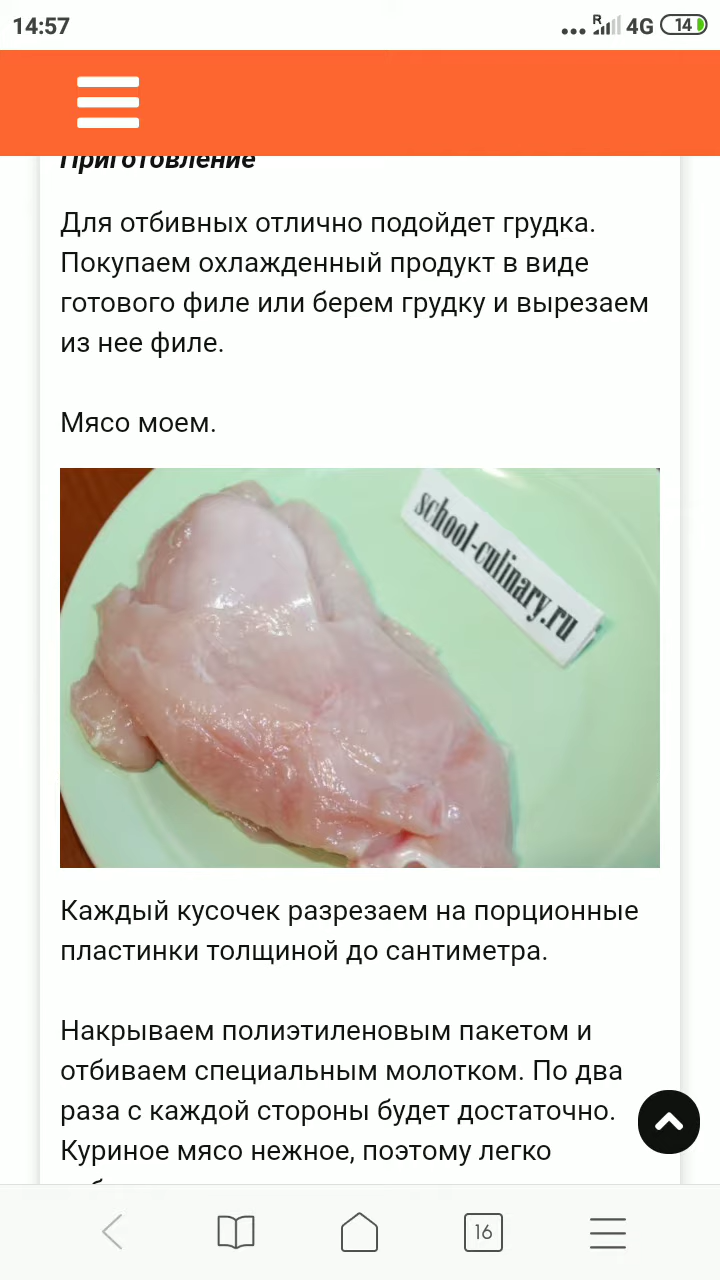 14:57
R 4G 14
Приготовление
Для отбивных отлично подойдет грудка.
Покупаем охлажденный продукт в виде
готового филе или берем грудку и вырезаем
из нее филе.
Мясо моем.
school-culinary.ru
Каждый кусочек разрезаем на порционные
пластинки толщиной до сантиметра.
Накрываем полиэтиленовым пакетом и
отбиваем специальным молотком. По два
раза с каждой стороны будет достаточно.
Куриное мясо нежное, поэтому легко
16